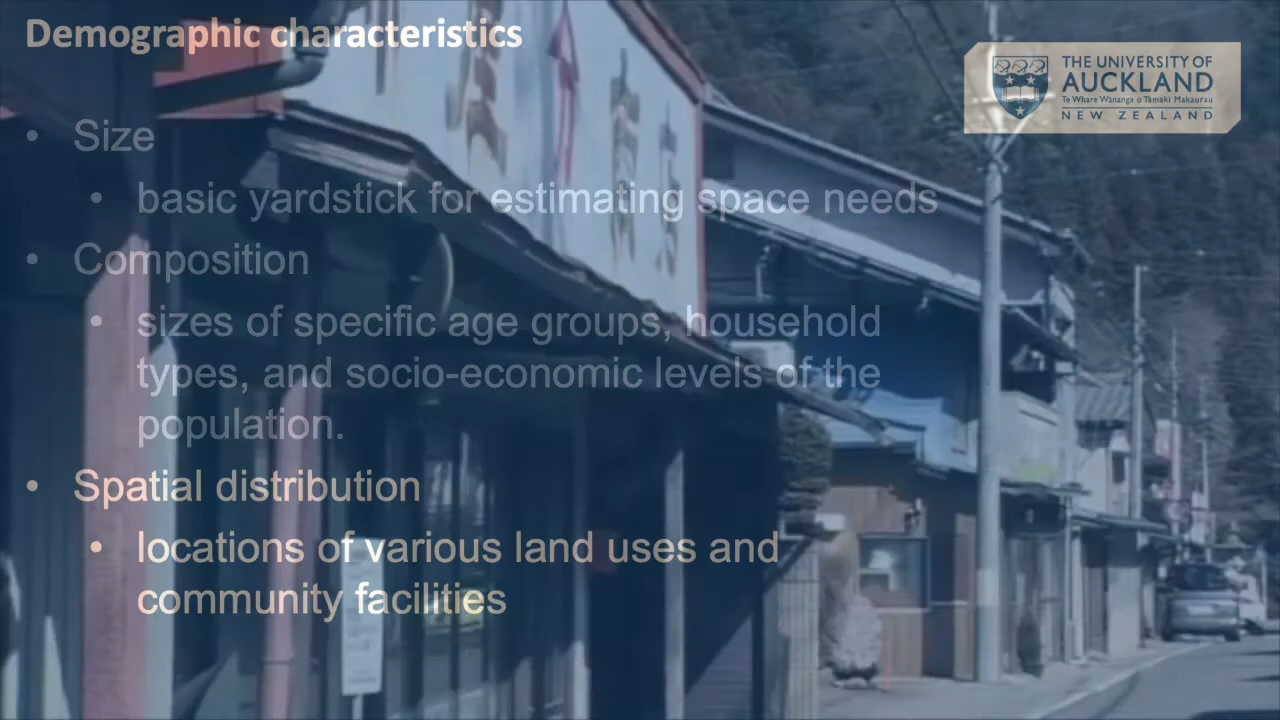 Demographic characteristics
THE UNIVERSITY OF
AUCKLAND
Te Whare Wānanga o Tāmaki Makaurau
NEW ZEALAND
• Size
• basic yardstick for estimating space needs
• Composition
• sizes of specific age groups, household
types, and socio-economic levels of the
population.
• Spatial distribution
• locations of various land uses and
community facilities